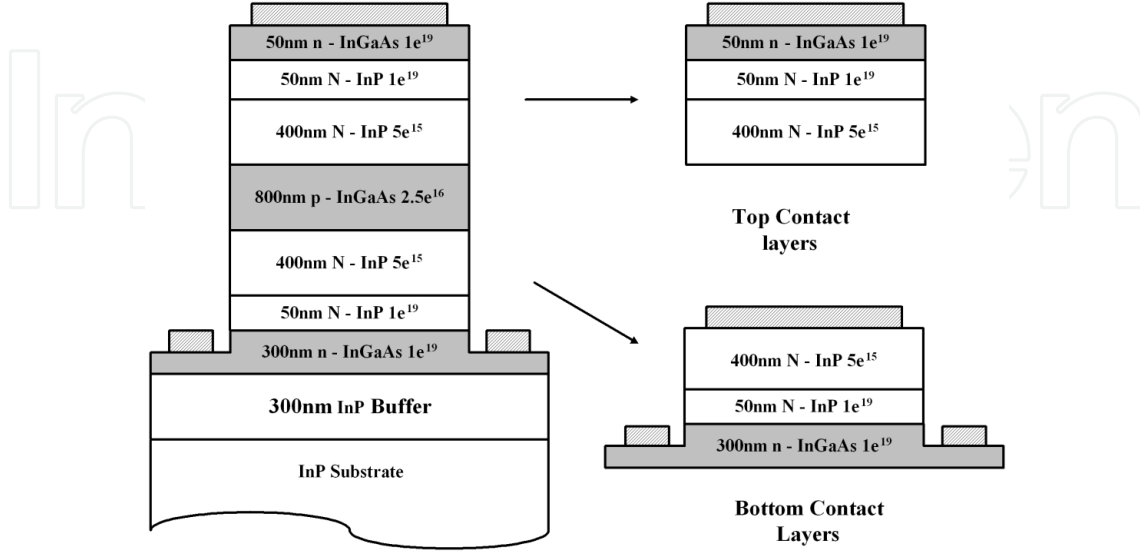 50nm n - InGaAs 1e¹⁹
50nm N - InP 1e¹⁹
400nm N - InP 5e¹⁵
800nm p - InGaAs 2.5e¹⁶
400nm N - InP 5e¹⁵
50nm N - InP 1e¹⁹
300nm n - InGaAs 1e¹⁹
300nm InP Buffer
InP Substrate
50nm n - InGaAs 1e¹⁹
50nm N - InP 1e¹⁹
400nm N - InP 5e¹⁵
Top Contact
layers
400nm N - InP 5e¹⁵
50nm N - InP 1e¹⁹
300nm n - InGaAs 1e¹⁹
Bottom Contact
Layers